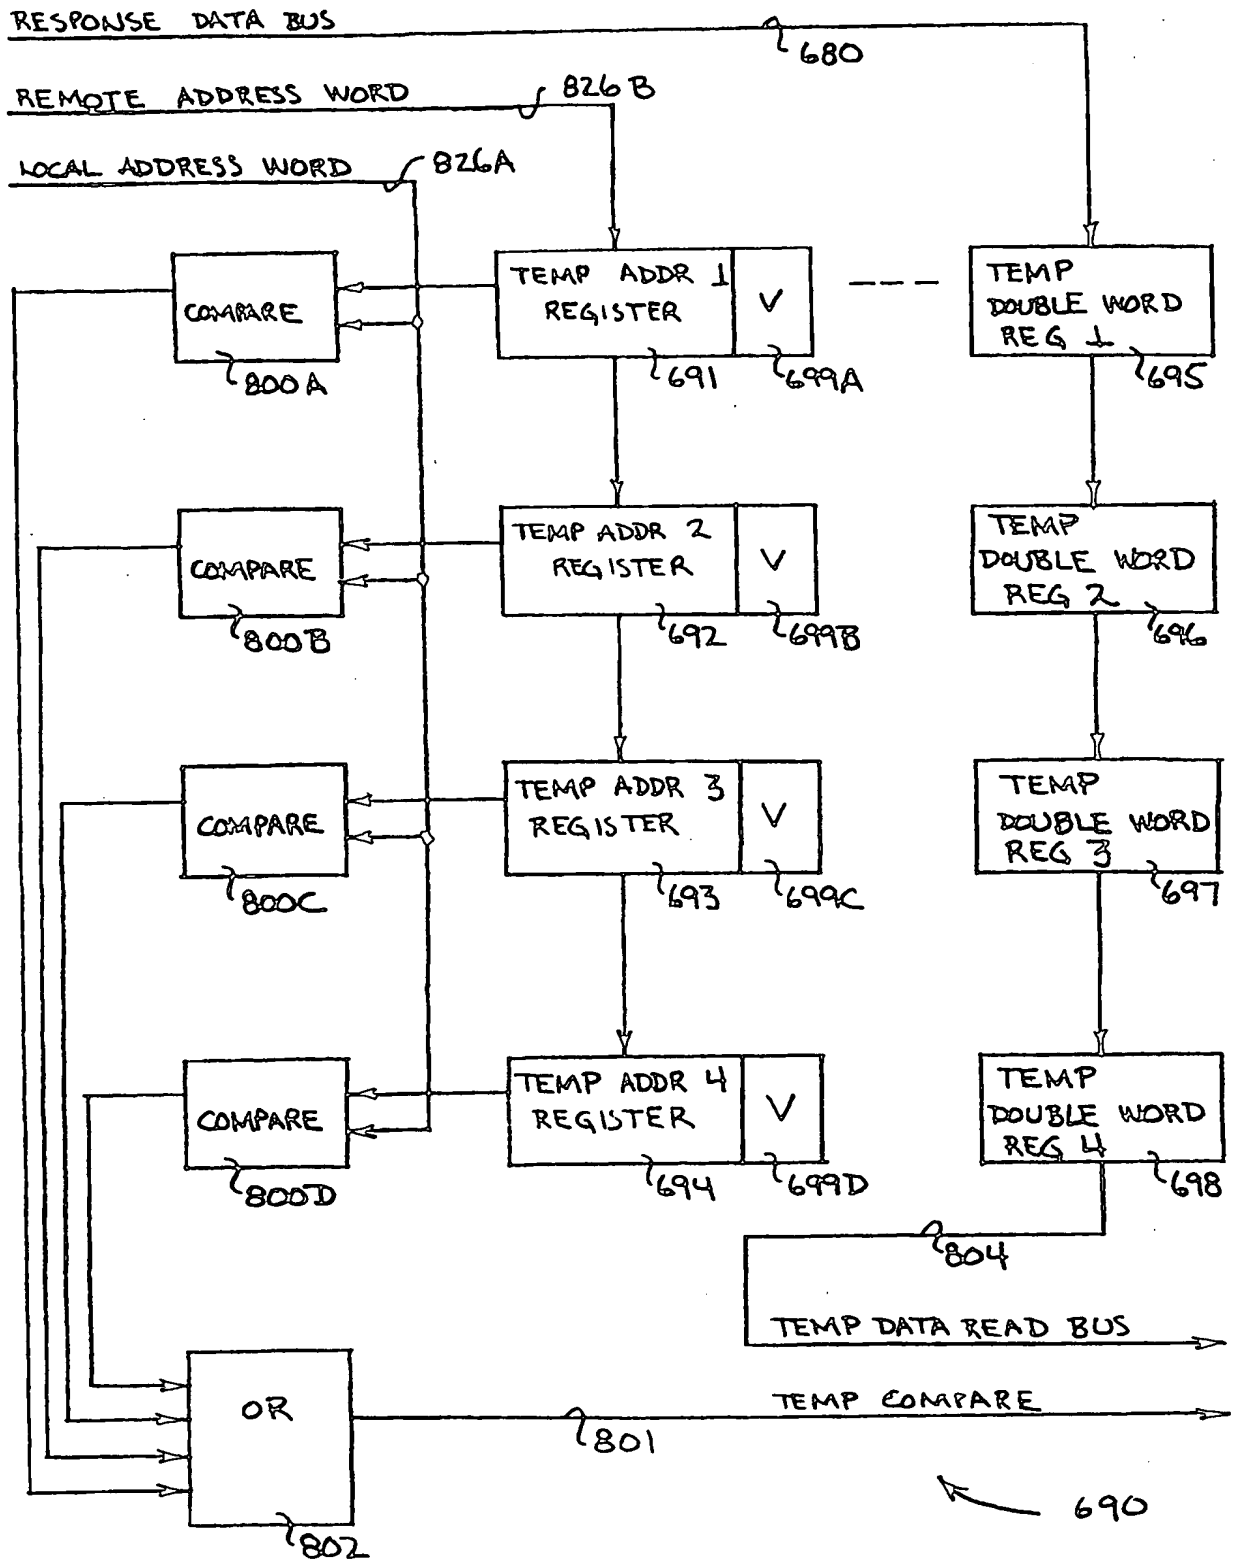 RESPONSE DATA BUS
680
REMOTE ADDRESS WORD
826B
LOCAL ADDRESS WORD
826A
COMPARE
800A
TEMP ADDR 1
REGISTER
691
V
699A
TEMP
DOUBLE WORD
REG 1
695
COMPARE
800B
TEMP ADDR 2
REGISTER
692
V
699B
TEMP
DOUBLE WORD
REG 2
696
COMPARE
800C
TEMP ADDR 3
REGISTER
693
V
699C
TEMP
DOUBLE WORD
REG 3
697
COMPARE
800D
TEMP ADDR 4
REGISTER
694
V
699D
TEMP
DOUBLE WORD
REG 4
698
804
TEMP DATA READ BUS
OR
802
TEMP COMPARE
801
690